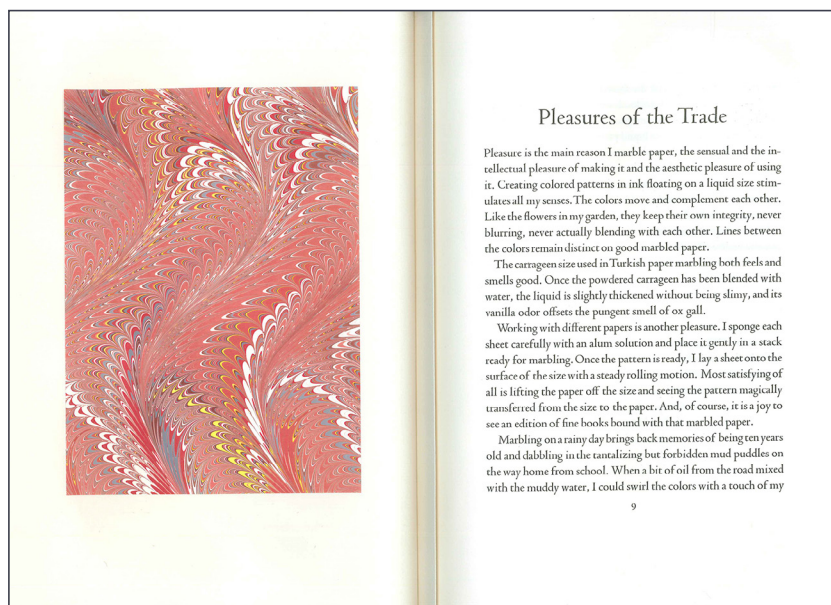 Pleasures of the Trade
Pleasure is the main reason I marble paper, the sensual and the in-
tellectual pleasure of making it and the aesthetic pleasure of using
it. Creating colored patterns in ink floating on a liquid size stim-
ulates all my senses. The colors move and complement each other.
Like the flowers in my garden, they keep their own integrity, never
blurring, never actually blending with each other. Lines between
the colors remain distinct on good marbled paper.
The carrageen size used in Turkish paper marbling both feels and
smells good. Once the powdered carrageen has been blended with
water, the liquid is slightly thickened without being slimy, and its
vanilla odor offsets the pungent smell of ox gall.
Working with different papers is another pleasure. I sponge each
sheet carefully with an alum solution and place it gently in a stack
ready for marbling. Once the pattern is ready, I lay a sheet onto the
surface of the size with a steady rolling motion. Most satisfying of
all is lifting the paper off the size and seeing the pattern magically
transferred from the size to the paper. And, of course, it is a joy to
see an edition of fine books bound with that marbled paper.
Marbling on a rainy day brings back memories of being ten years
old and dabbling in the tantalizing but forbidden mud puddles on
the way home from school. When a bit of oil from the road mixed
with the muddy water, I could swirl the colors with a touch of my
9